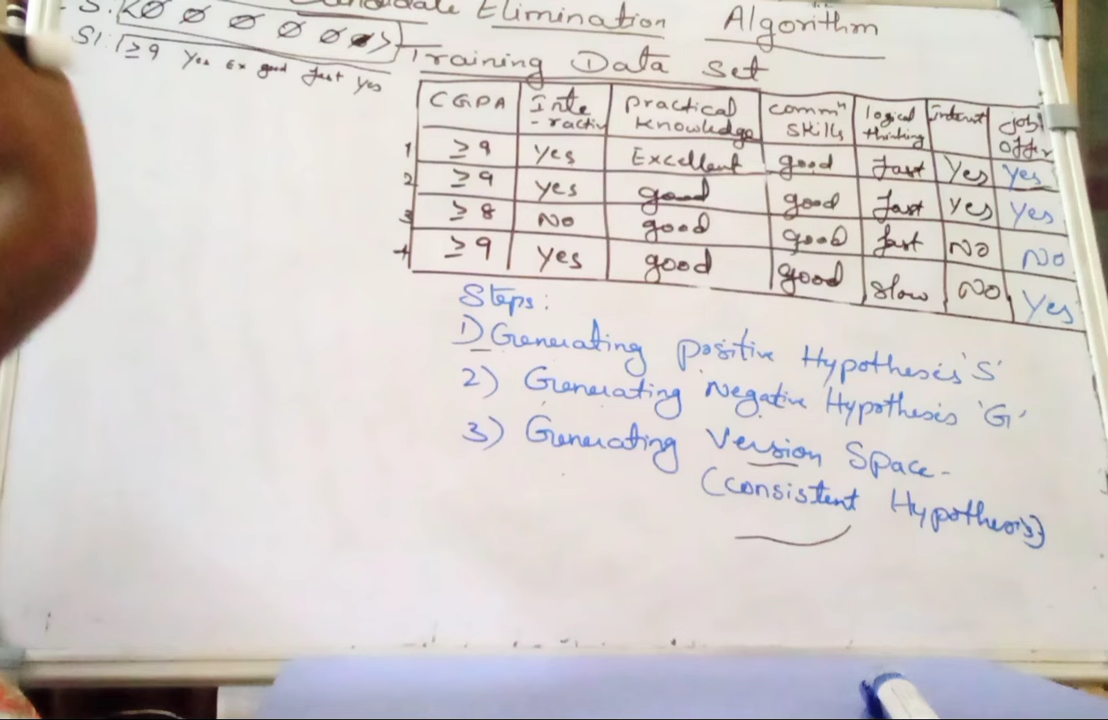 Candidate Elimination Algorithm
S: <Ø Ø Ø Ø Ø Ø>
S1: ≥9 Yes Ex good fast yes
Training Data Set
CGPA Inte-ractiv practical knowledge commⁿ skills logical thinking interest job offer
1 ≥9 yes Excellent good fast Yes yes
2 ≥9 yes good good fast yes yes
3 ≥8 No good good fast No No
4 ≥9 yes good good slow No yes
Steps:
1) Generating positive Hypothesis 'S'
2) Generating Negative Hypothesis 'G'
3) Generating Version Space-
(consistent Hypothesis)